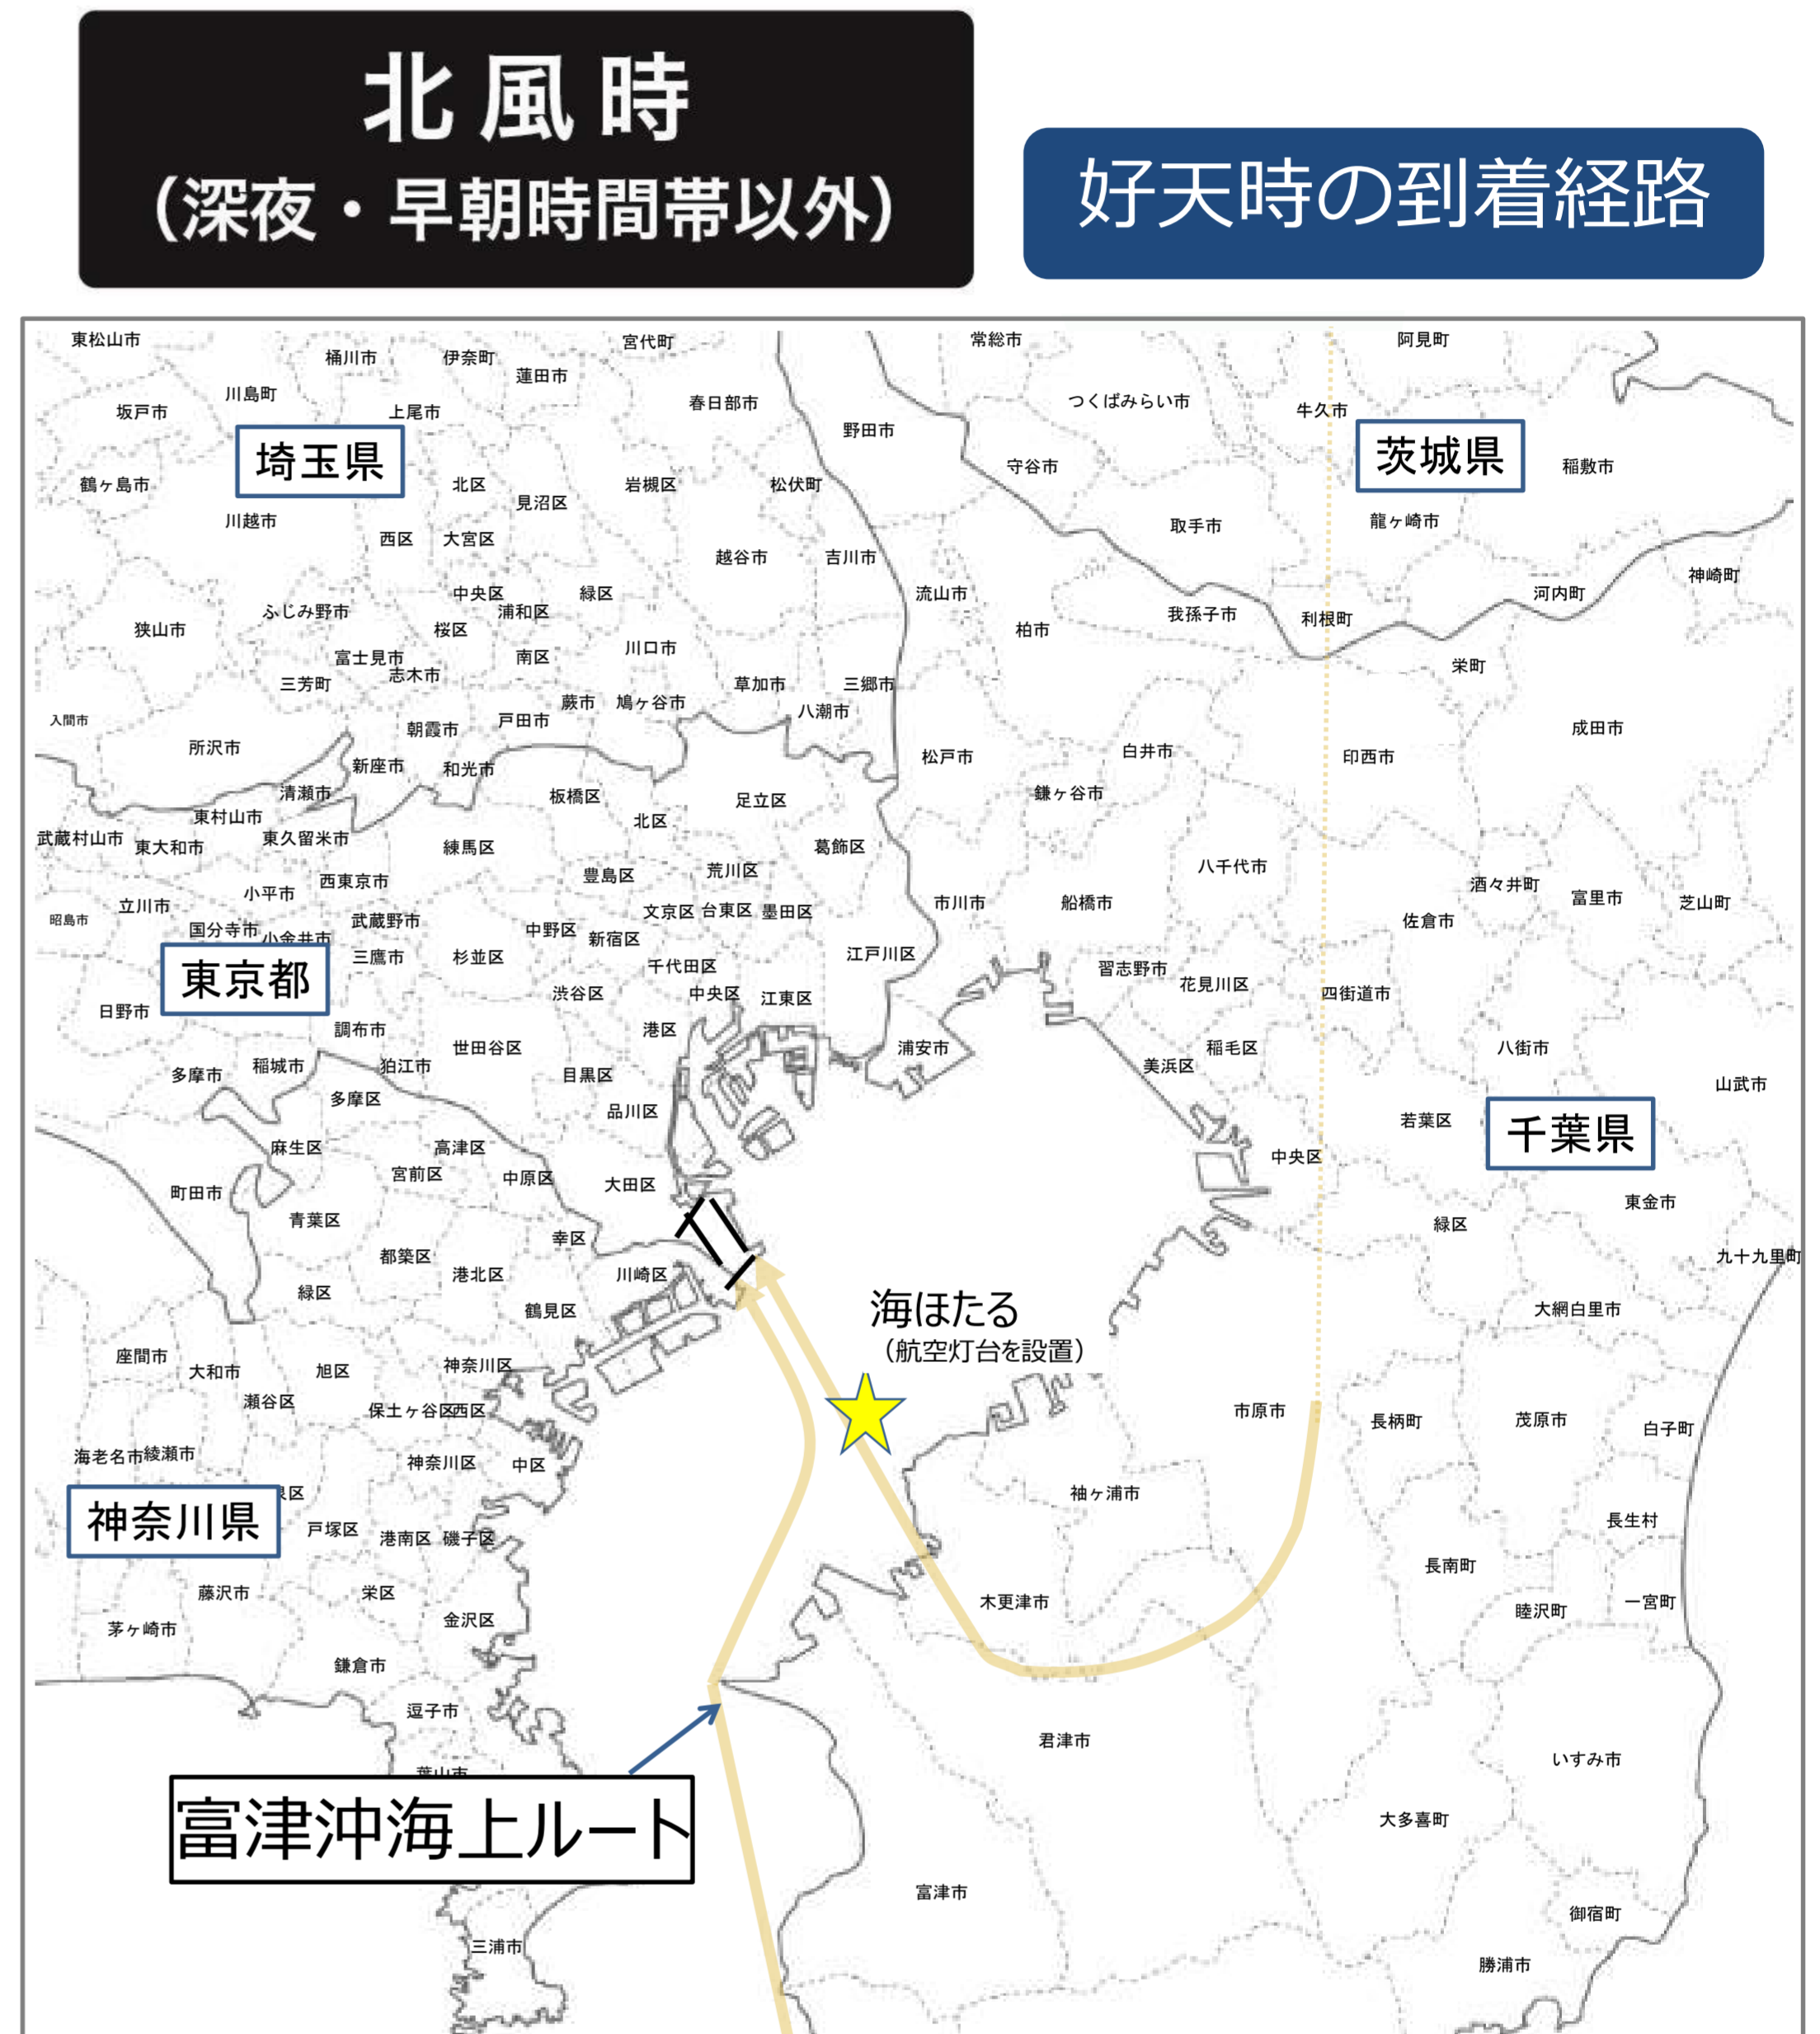 北風時
(深夜・早朝時間帯以外)
好天時の到着経路
東松山市
桶川市
伊奈町
宮代町
常総市
阿見町
蓮田市
川島町
坂戸市
上尾市
春日部市
つくばみらい市
牛久市
野田市
埼玉県
茨城県
鶴ヶ島市
北区
見沼区
岩槻区
松伏町
守谷市
稲敷市
川越市
西区
大宮区
取手市
龍ヶ崎市
越谷市
吉川市
中央区
緑区
流山市
神崎町
河内町
ふじみ野市
浦和区
狭山市
桜区
柏市
我孫子市
利根町
富士見市
南区
川口市
栄町
三芳町
志木市
草加市
三郷市
蕨市
鳩ヶ谷市
八潮市
入間市
朝霞市
戸田市
成田市
所沢市
新座市
和光市
松戸市
白井市
印西市
清瀬市
板橋区
足立区
鎌ヶ谷市
東村山市
北区
武蔵村山市
東大和市
東久留米市
練馬区
葛飾区
豊島区
荒川区
八千代市
西東京市
小平市
酒々井町
富里市
芝山町
昭島市
立川市
国分寺市
小金井市
武蔵野市
文京区
台東区
墨田区
市川市
船橋市
佐倉市
中野区
新宿区
東京都
三鷹市
杉並区
千代田区
江戸川区
習志野市
花見川区
四街道市
渋谷区
中央区
江東区
日野市
調布市
港区
世田谷区
浦安市
稲毛区
八街市
多摩市
稲城市
狛江市
目黒区
美浜区
山武市
多摩区
品川区
若葉区
千葉県
麻生区
高津区
中央区
宮前区
中原区
大田区
町田市
東金市
青葉区
緑区
都築区
幸区
九十九里町
港北区
川崎区
緑区
鶴見区
海ほたる
(航空灯台を設置)
大網白里市
座間市
大和市
旭区
神奈川区
瀬谷区
保土ヶ谷区
西区
市原市
長柄町
茂原市
白子町
海老名市
綾瀬市
神奈川区
中区
袖ヶ浦市
神奈川県
区
戸塚区
港南区
磯子区
長生村
長南町
藤沢市
栄区
木更津市
睦沢町
一宮町
茅ヶ崎市
金沢区
鎌倉市
逗子市
君津市
いすみ市
葉山市
富津沖海上ルート
大多喜町
富津市
御宿町
三浦市
勝浦市